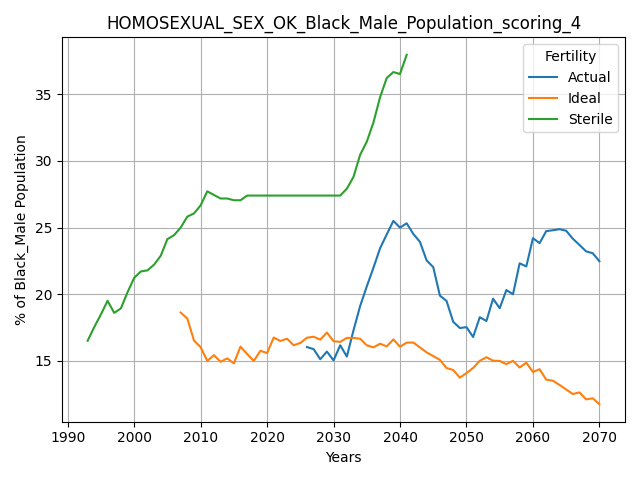 HOMOSEXUAL_SEX_OK_Black_Male_Population_scoring_4
% of Black_Male Population
35
30
25
20
15
Fertility
Actual
Ideal
Sterile
1990 2000 2010 2020 2030 2040 2050 2060 2070
Years